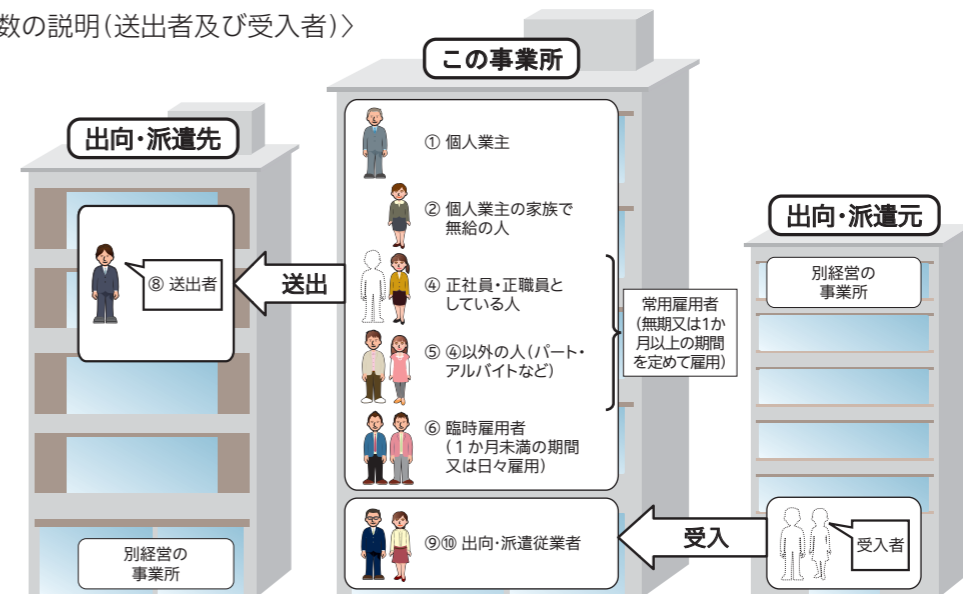 数の説明(送出者及び受入者)〉
この事業所
出向・派遣先
出向・派遣元
① 個人業主
② 個人業主の家族で
無給の人
④ 正社員・正職員と
している人
⑤ ④以外の人(パート・
アルバイトなど)
⑥ 臨時雇用者
(1か月未満の期間
又は日々雇用)
⑨⑩ 出向・派遣従業者
⑧ 送出者
送出
別経営の
事業所
常用雇用者
(無期又は1か
月以上の期間
を定めて雇用)
別経営の
事業所
受入
受入者